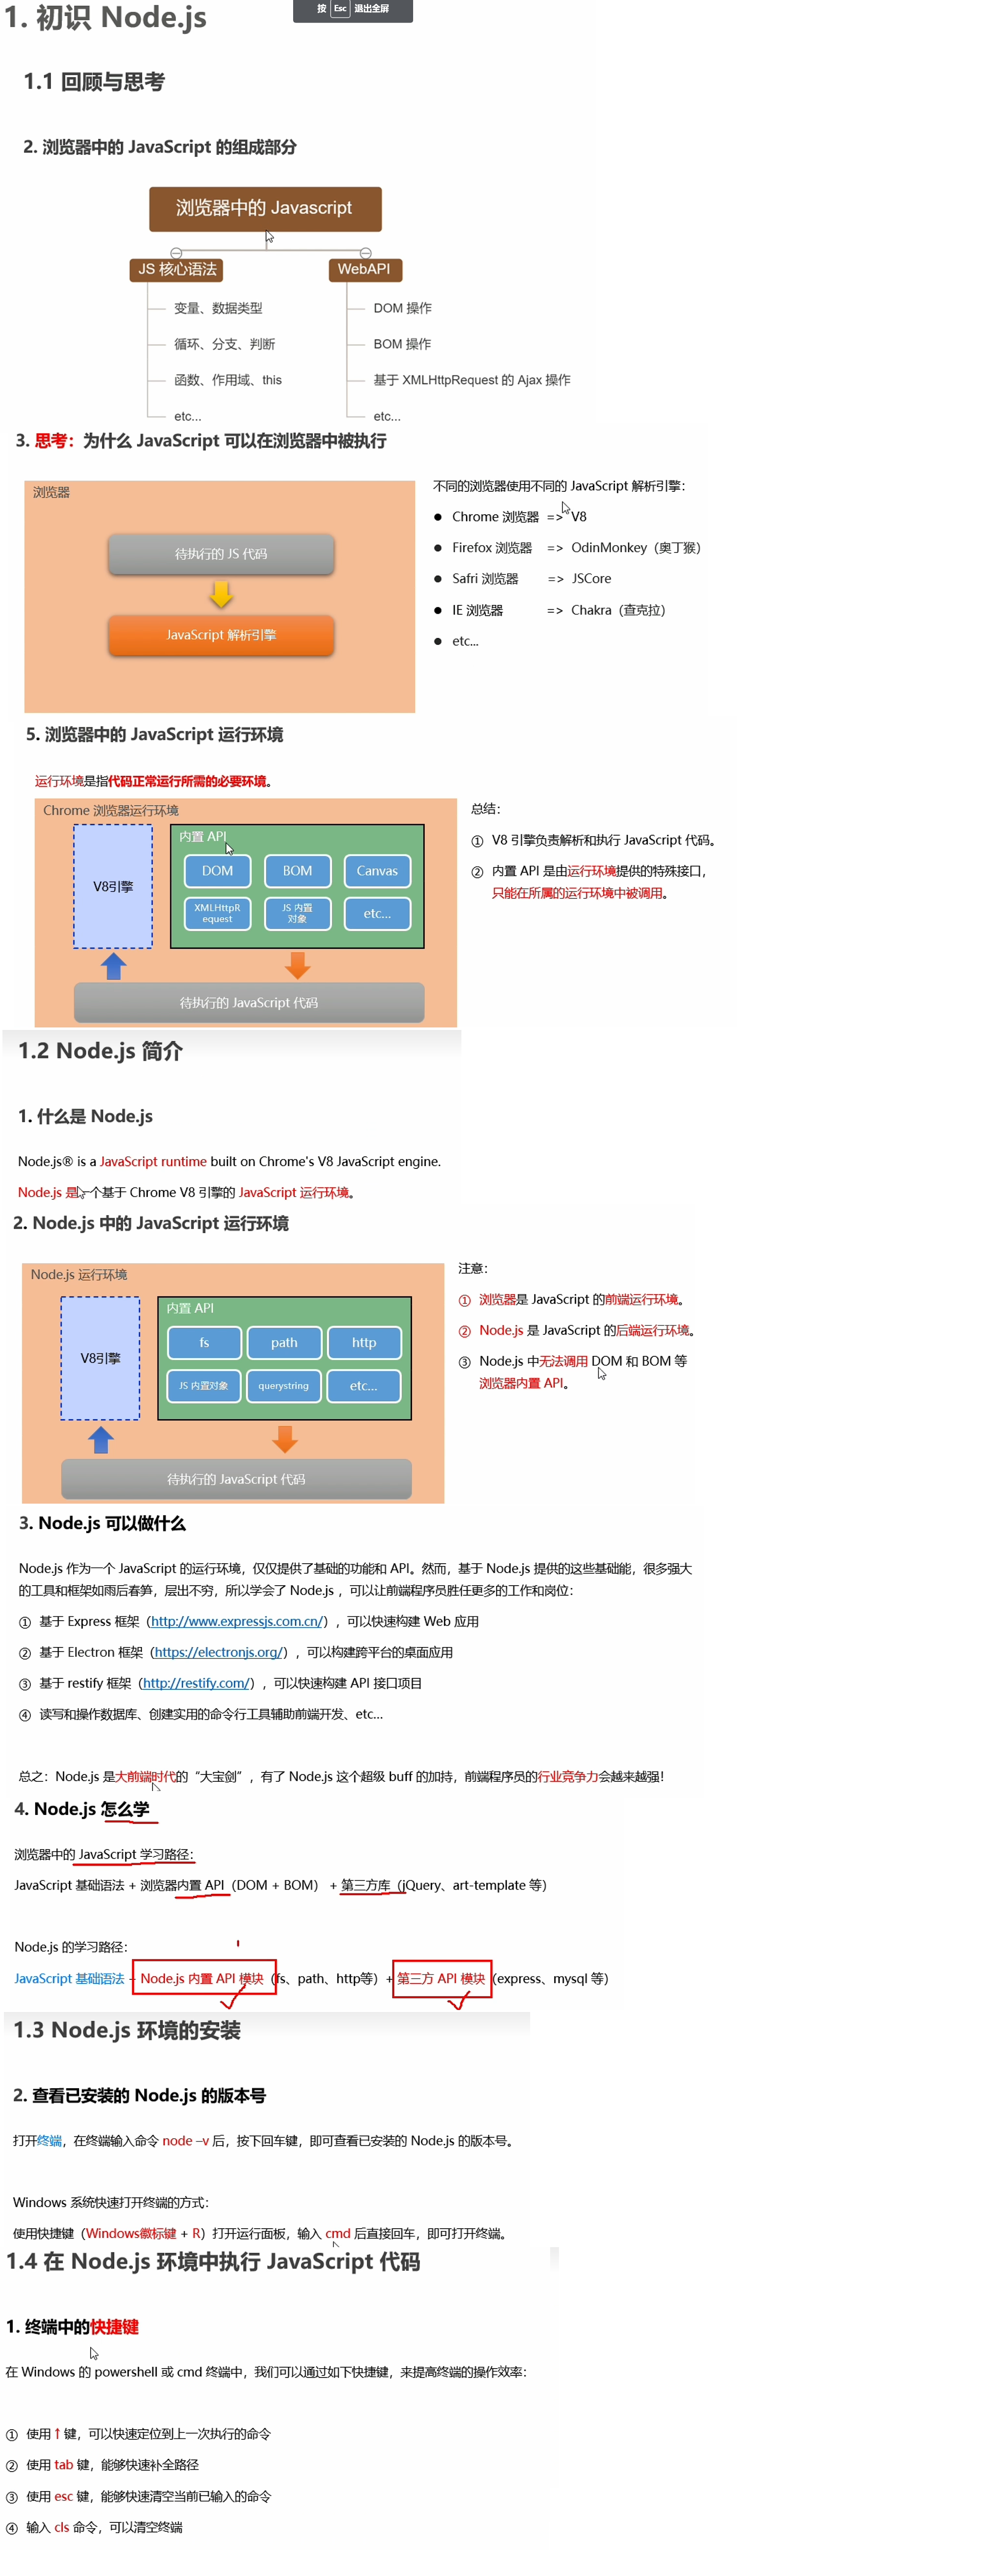 按 Esc 退出全屏
1. 初识 Node.js
1.1 回顾与思考
2. 浏览器中的 JavaScript 的组成部分
浏览器中的 Javascript
JS 核心语法
WebAPI
变量、数据类型
DOM 操作
循环、分支、判断
BOM 操作
函数、作用域、this
基于 XMLHttpRequest 的 Ajax 操作
etc...
etc...
3. 思考：为什么 JavaScript 可以在浏览器中被执行
浏览器
待执行的 JS 代码
JavaScript 解析引擎
不同的浏览器使用不同的 JavaScript 解析引擎：
● Chrome 浏览器 => V8
● Firefox 浏览器 => OdinMonkey（奥丁猴）
● Safri 浏览器 => JSCore
● IE 浏览器 => Chakra（查克拉）
● etc...
5. 浏览器中的 JavaScript 运行环境
运行环境是指代码正常运行所需的必要环境。
Chrome 浏览器运行环境
V8引擎
内置 API
DOM
BOM
Canvas
XMLHttpR
equest
JS 内置
对象
etc...
待执行的 JavaScript 代码
总结：
① V8 引擎负责解析和执行 JavaScript 代码。
② 内置 API 是由运行环境提供的特殊接口，
只能在所属的运行环境中被调用。
1.2 Node.js 简介
1. 什么是 Node.js
Node.js® is a JavaScript runtime built on Chrome's V8 JavaScript engine.
Node.js 是一个基于 Chrome V8 引擎的 JavaScript 运行环境。
2. Node.js 中的 JavaScript 运行环境
Node.js 运行环境
V8引擎
内置 API
fs
path
http
JS 内置对象
querystring
etc...
待执行的 JavaScript 代码
注意：
① 浏览器是 JavaScript 的前端运行环境。
② Node.js 是 JavaScript 的后端运行环境。
③ Node.js 中无法调用 DOM 和 BOM 等
浏览器内置 API。
3. Node.js 可以做什么
Node.js 作为一个 JavaScript 的运行环境，仅仅提供了基础的功能和 API。然而，基于 Node.js 提供的这些基础能，很多强大
的工具和框架如雨后春笋，层出不穷，所以学会了 Node.js ，可以让前端程序员胜任更多的工作和岗位：
① 基于 Express 框架（http://www.expressjs.com.cn/），可以快速构建 Web 应用
② 基于 Electron 框架（https://electronjs.org/），可以构建跨平台的桌面应用
③ 基于 restify 框架（http://restify.com/），可以快速构建 API 接口项目
④ 读写和操作数据库、创建实用的命令行工具辅助前端开发、etc...
总之：Node.js 是大前端时代的“大宝剑”，有了 Node.js 这个超级 buff 的加持，前端程序员的行业竞争力会越来越强！
4. Node.js 怎么学
浏览器中的 JavaScript 学习路径：
JavaScript 基础语法 + 浏览器内置 API（DOM + BOM） + 第三方库（jQuery、art-template 等）
Node.js 的学习路径：
JavaScript 基础语法 + Node.js 内置 API 模块（fs、path、http等）+ 第三方 API 模块（express、mysql 等）
1.3 Node.js 环境的安装
2. 查看已安装的 Node.js 的版本号
打开终端，在终端输入命令 node –v 后，按下回车键，即可查看已安装的 Node.js 的版本号。
Windows 系统快速打开终端的方式：
使用快捷键（Windows徽标键 + R）打开运行面板，输入 cmd 后直接回车，即可打开终端。
1.4 在 Node.js 环境中执行 JavaScript 代码
1. 终端中的快捷键
在 Windows 的 powershell 或 cmd 终端中，我们可以通过如下快捷键，来提高终端的操作效率：
① 使用 ↑ 键，可以快速定位到上一次执行的命令
② 使用 tab 键，能够快速补全路径
③ 使用 esc 键，能够快速清空当前已输入的命令
④ 输入 cls 命令，可以清空终端